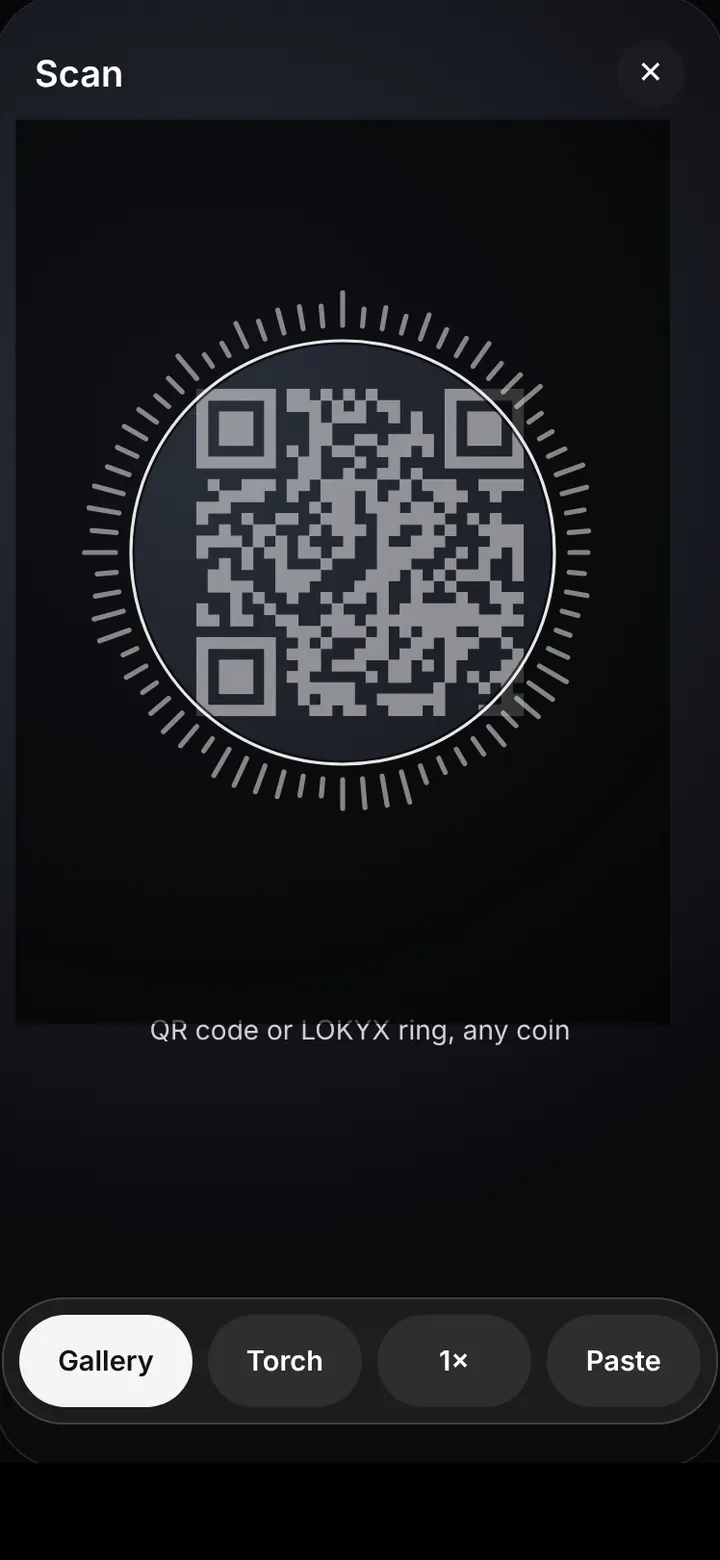 Scan
×
QR code or LOKYX ring, any coin
Gallery
Torch
1×
Paste